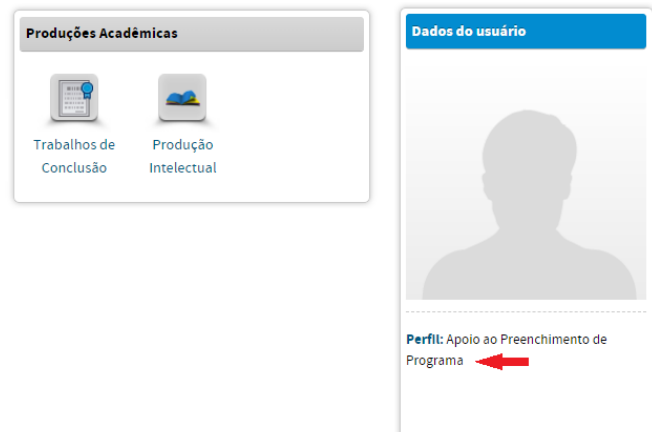 Produções Acadêmicas
Trabalhos de
Conclusão
Produção
Intelectual
Dados do usuário
Perfil: Apoio ao Preenchimento de
Programa